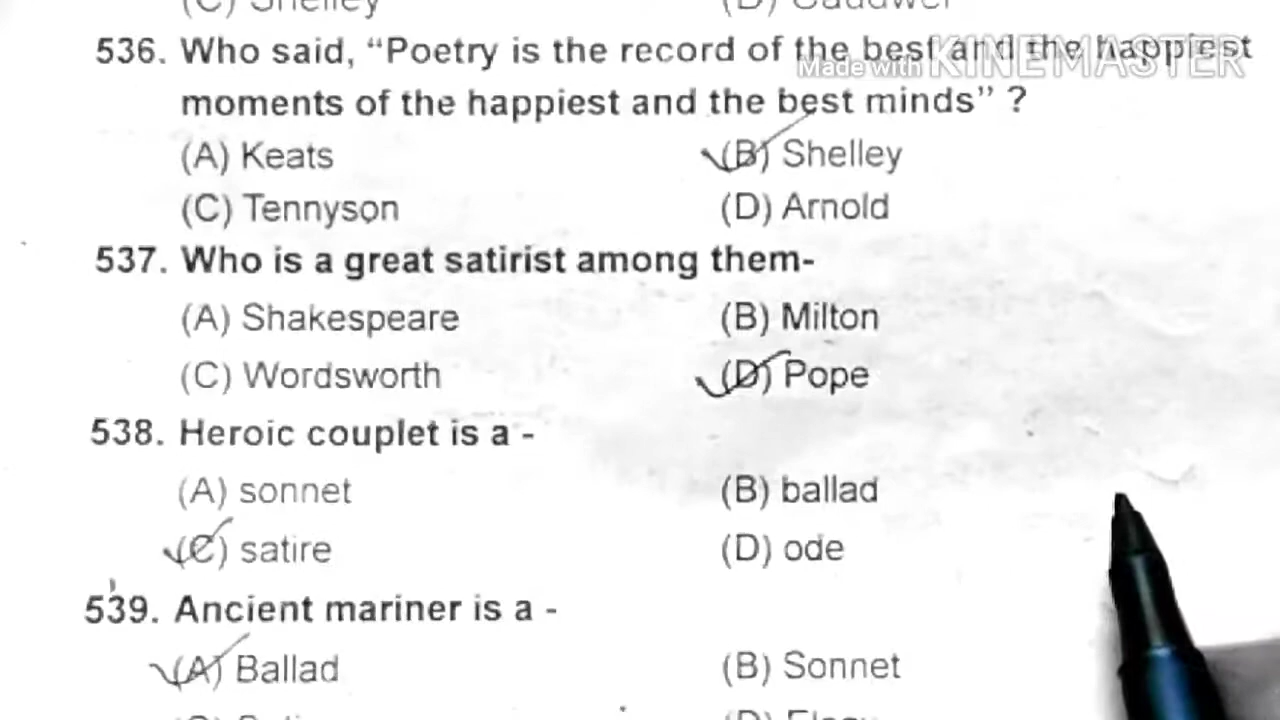 (C) Shelley
536. Who said, “Poetry is the record of the best and the happiest
Made with KINEMASTER
moments of the happiest and the best minds” ?
(A) Keats (B) Shelley
(C) Tennyson (D) Arnold
537. Who is a great satirist among them-
(A) Shakespeare (B) Milton
(C) Wordsworth (D) Pope
538. Heroic couplet is a -
(A) sonnet (B) ballad
(C) satire (D) ode
539. Ancient mariner is a -
(A) Ballad (B) Sonnet